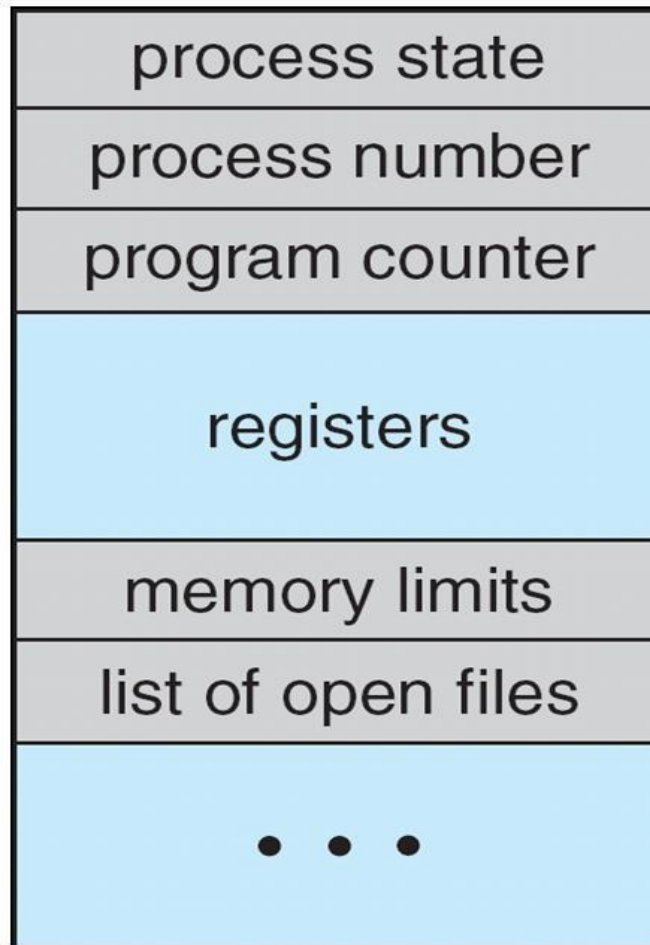 process state
process number
program counter
registers
memory limits
list of open files
• • •